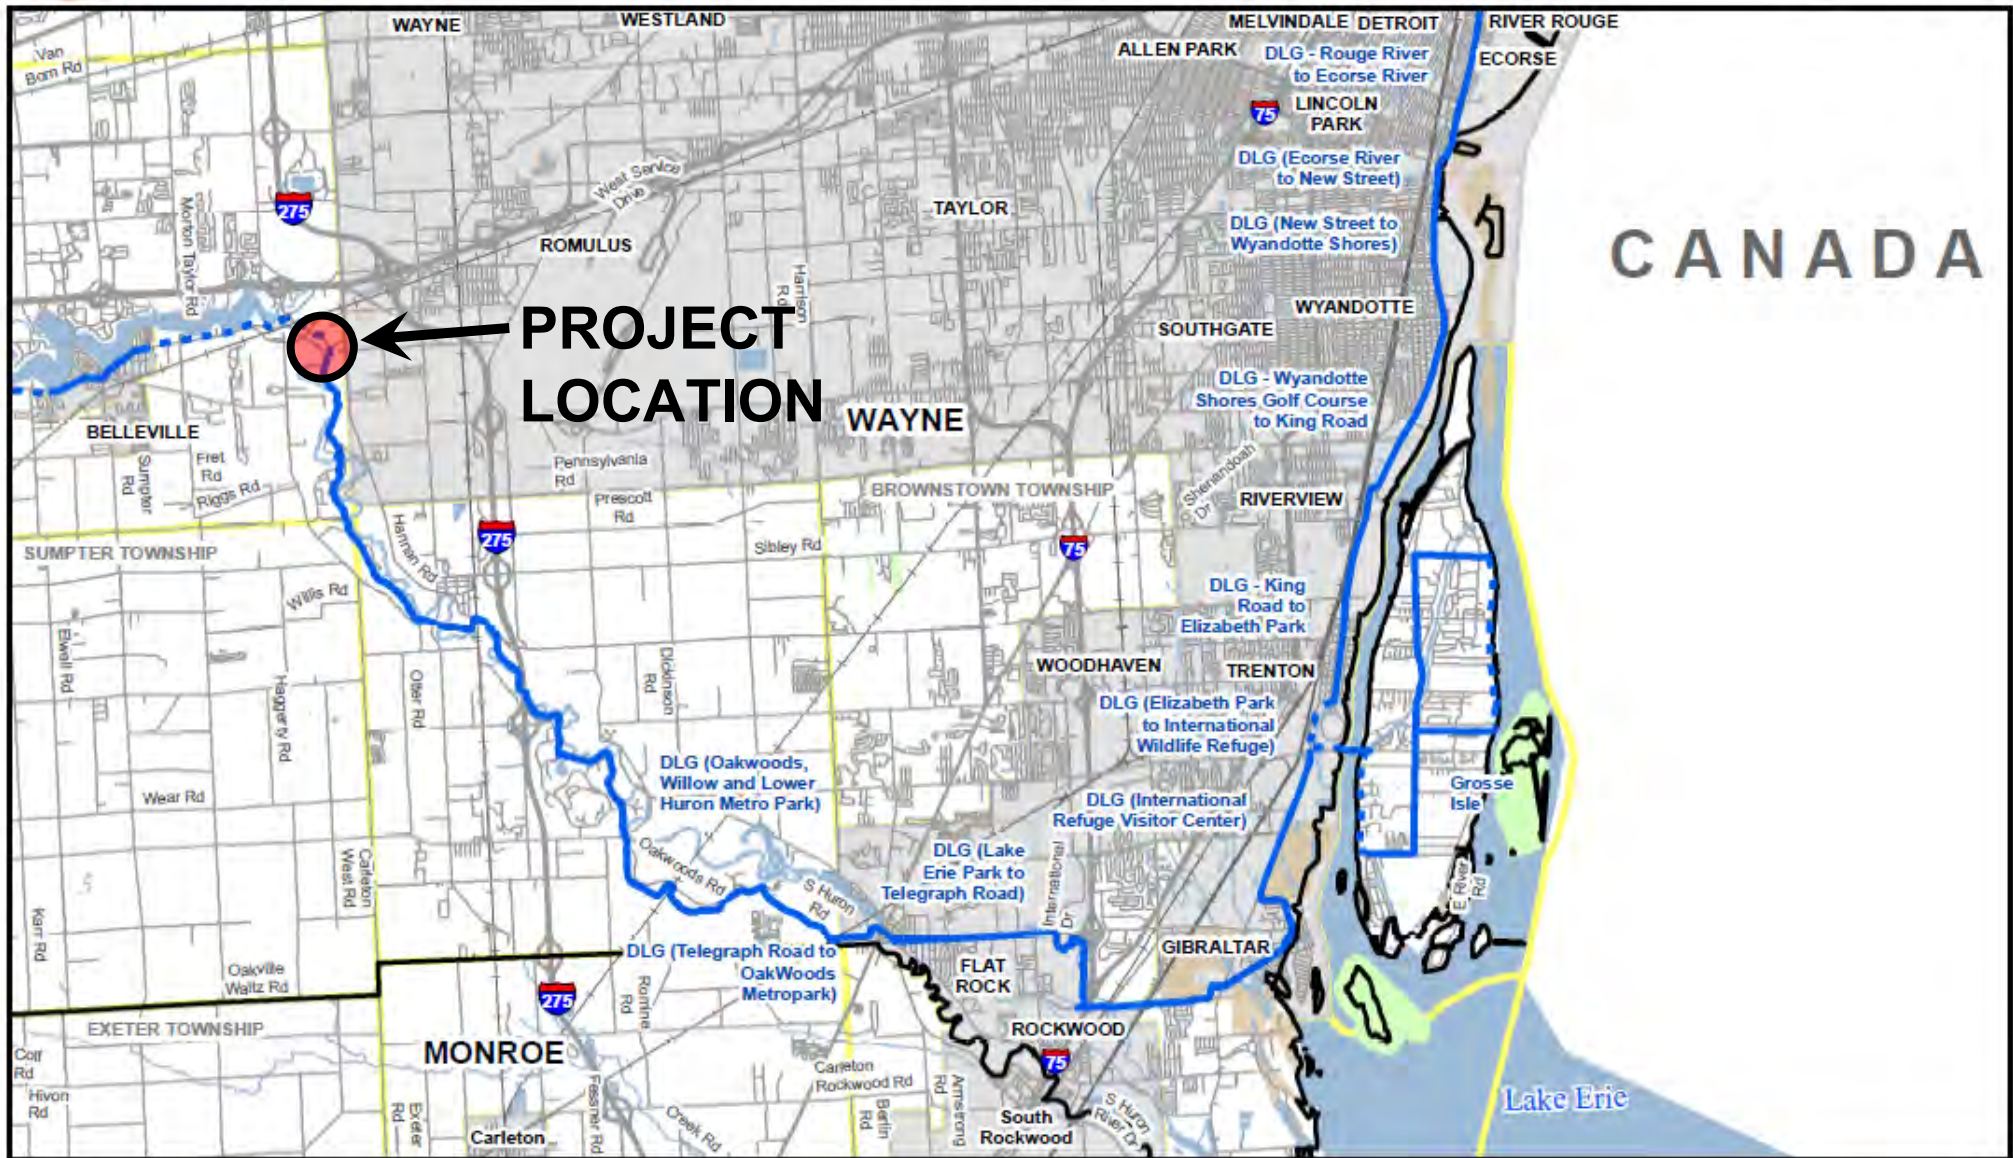 WAYNE
WESTLAND
MELVINDALE
DETROIT
RIVER ROUGE
Van
Born Rd
ALLEN PARK
DLG - Rouge River
to Ecorse River
ECORSE
75
LINCOLN
PARK
DLG (Ecorse River
to New Street)
West Service
Drive
275
Morton Taylor Rd
TAYLOR
ROMULUS
DLG (New Street to
Wyandotte Shores)
CANADA
Harrison
Rd
WYANDOTTE
SOUTHGATE
PROJECT
LOCATION
DLG - Wyandotte
Shores Golf Course
to King Road
WAYNE
BELLEVILLE
Sumpter
Rd
Fret
Rd
Riggs Rd
Pennsylvania
Rd
Prescott
Rd
BROWNSTOWN TOWNSHIP
Shenandoah
Dr
RIVERVIEW
Hannan Rd
275
75
SUMPTER TOWNSHIP
Sibley Rd
Willis Rd
DLG - King
Road to
Elizabeth Park
Elwell Rd
Haggerty Rd
Otter Rd
Dickinson
Rd
WOODHAVEN
TRENTON
DLG (Elizabeth Park
to International
Wildlife Refuge)
DLG (Oakwoods,
Willow and Lower
Huron Metro Park)
Wear Rd
Grosse
Isle
DLG (International
Refuge Visitor Center)
Carleton
West Rd
Oakwoods Rd
S Huron
Rd
DLG (Lake
Erie Park to
Telegraph Road)
International
Dr
E River
Rd
Karr Rd
DLG (Telegraph Road to
OakWoods
Metropark)
GIBRALTAR
FLAT
ROCK
Oakville
Waltz Rd
275
Romine
Rd
EXETER TOWNSHIP
ROCKWOOD
MONROE
75
Colf
Rd
Hivon
Rd
Carleton
Rockwood Rd
Exeter
Rd
Fessner Rd
Creek Rd
Berlin
Rd
Armstrong
Rd
S Huron
River Dr
Lake Erie
Carleton
South
Rockwood